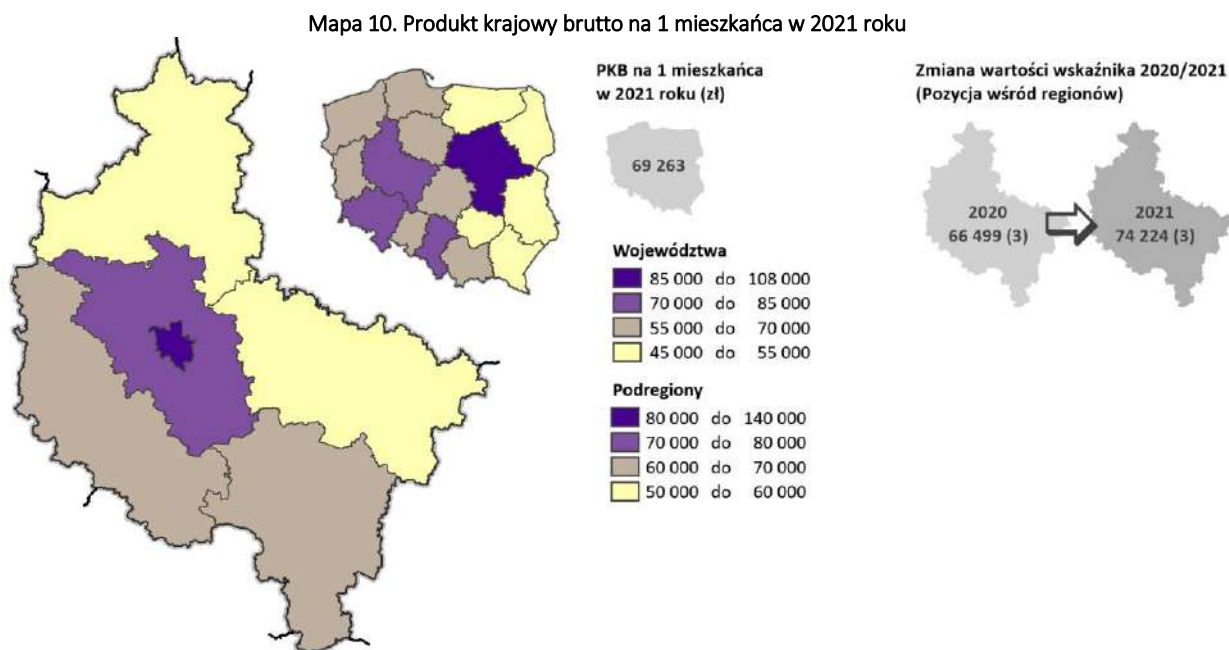 Mapa 10. Produkt krajowy brutto na 1 mieszkańca w 2021 roku
PKB na 1 mieszkańca
w 2021 roku (zł)
69 263
Województwa
85 000 do 108 000
70 000 do 85 000
55 000 do 70 000
45 000 do 55 000
Podregiony
80 000 do 140 000
70 000 do 80 000
60 000 do 70 000
50 000 do 60 000
Zmiana wartości wskaźnika 2020/2021
(Pozycja wśród regionów)
2020
66 499 (3)
2021
74 224 (3)